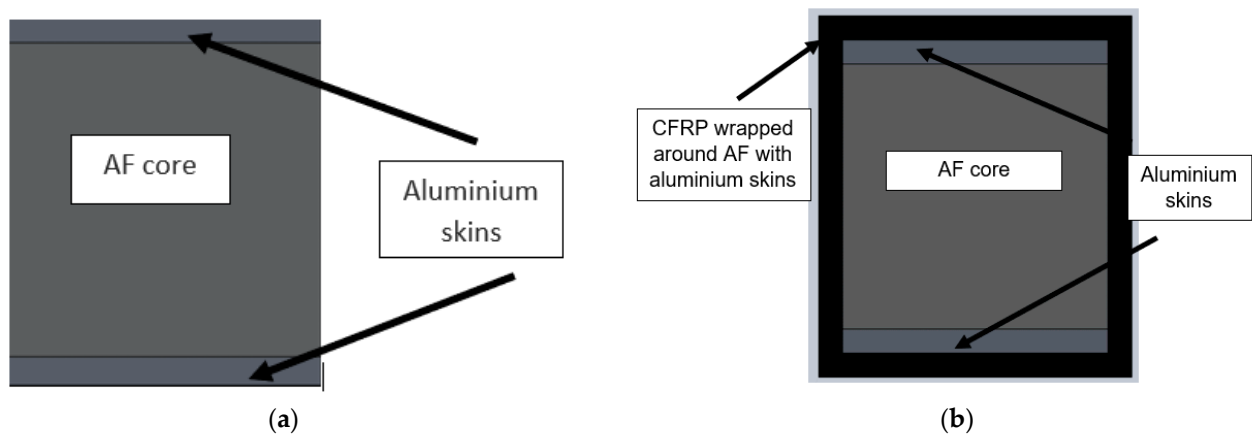 AF core
Aluminium
skins
(a)
CFRP wrapped
around AF with
aluminium skins
AF core
Aluminium
skins
(b)